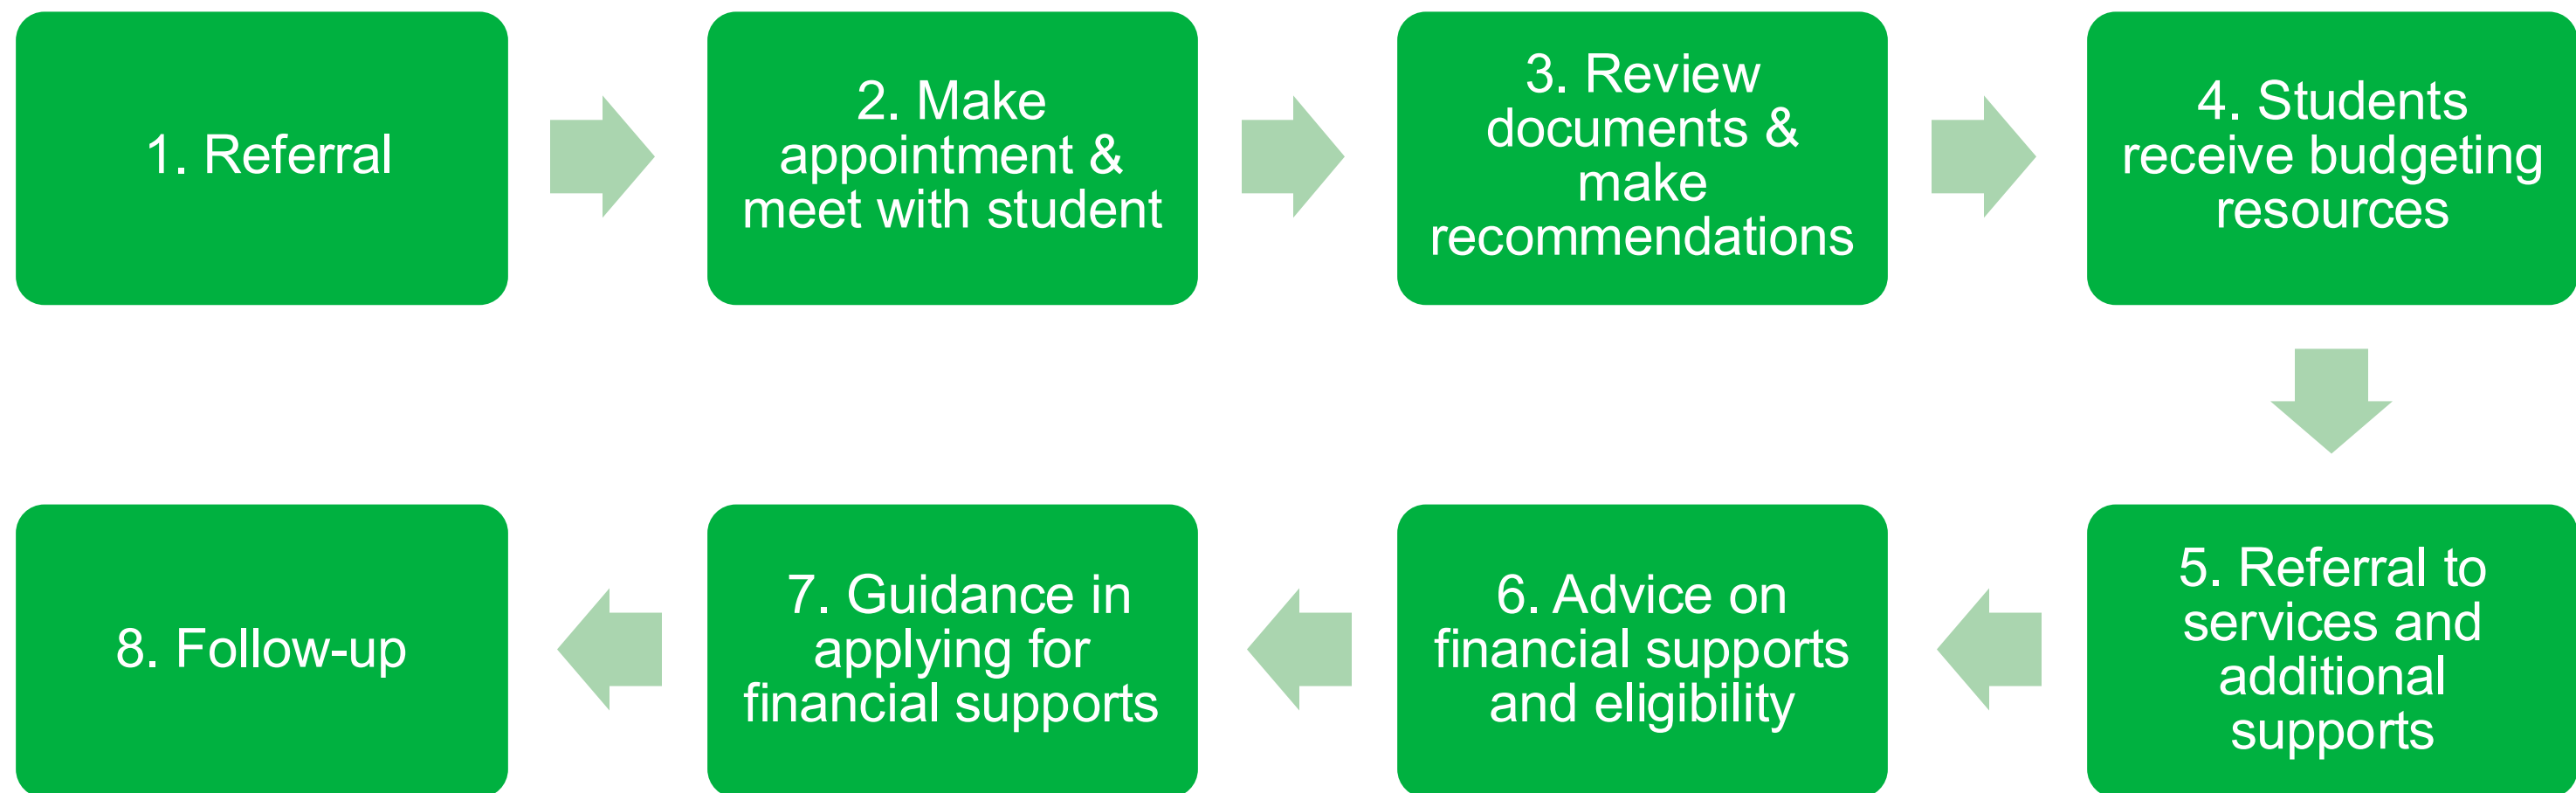 1. Referral
2. Make
appointment &
meet with student
3. Review
documents &
make
recommendations
4. Students
receive budgeting
resources
5. Referral to
services and
additional
supports
6. Advice on
financial supports
and eligibility
7. Guidance in
applying for
financial supports
8. Follow-up